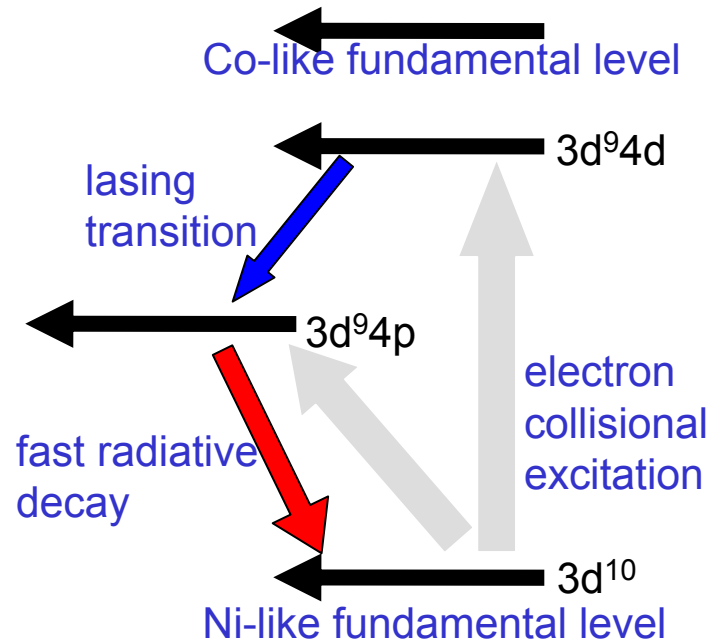 Co-like fundamental level
3d⁹4d
lasing
transition
3d⁹4p
electron
collisional
excitation
fast radiative
decay
3d¹⁰
Ni-like fundamental level